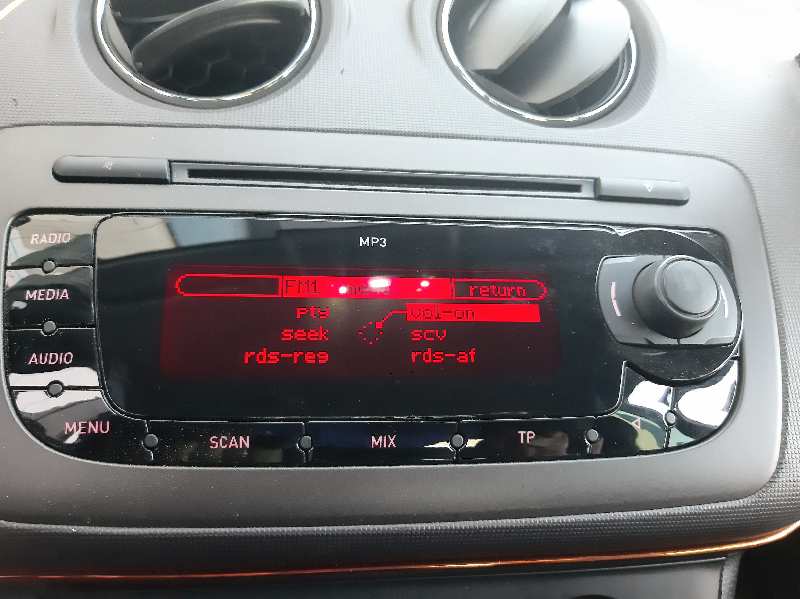 MP3
RADIO
MEDIA
AUDIO
MENU
SCAN
MIX
TP
FM1 return
pty vol-on
seek scv
rds-reg rds-af